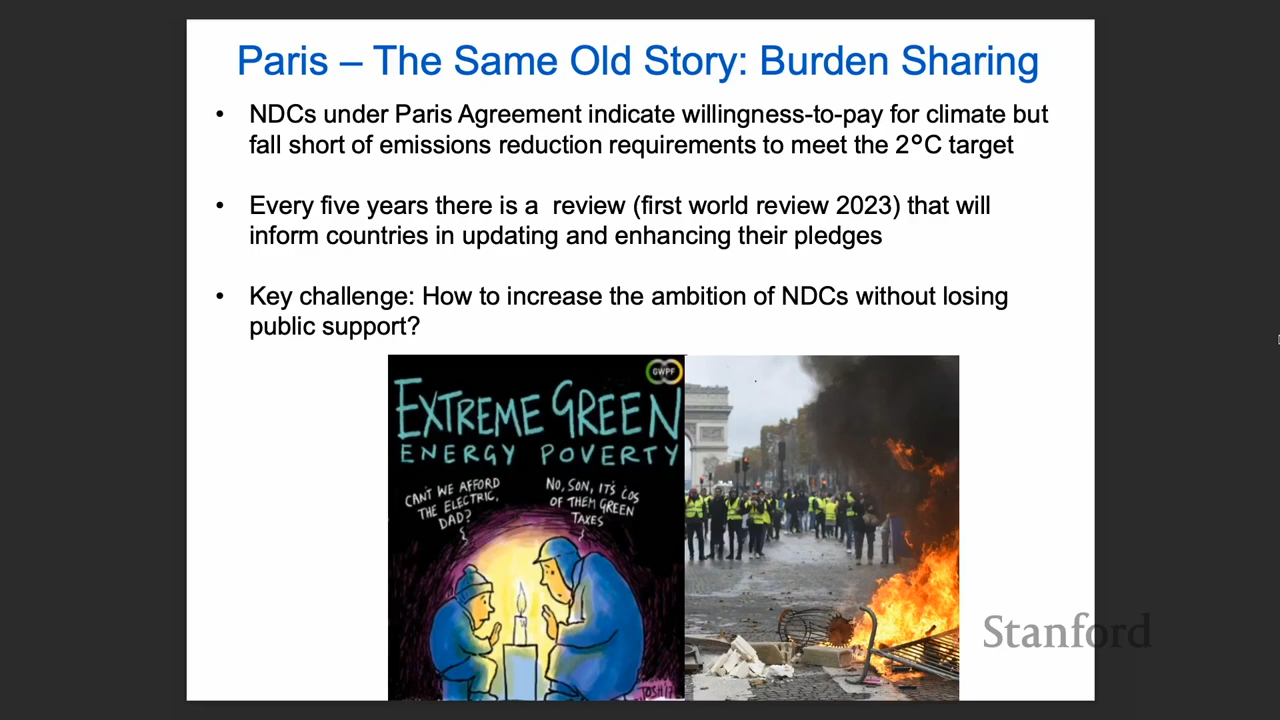 Paris – The Same Old Story: Burden Sharing
• NDCs under Paris Agreement indicate willingness-to-pay for climate but
fall short of emissions reduction requirements to meet the 2°C target
• Every five years there is a  review (first world review 2023) that will
inform countries in updating and enhancing their pledges
• Key challenge: How to increase the ambition of NDCs without losing
public support?
GWPF
EXTREME GREEN
ENERGY POVERTY
CAN'T WE AFFORD
THE ELECTRIC,
DAD?
NO, SON, IT'S 'COS
OF THEM GREEN
TAXES
JOSH17
Stanford